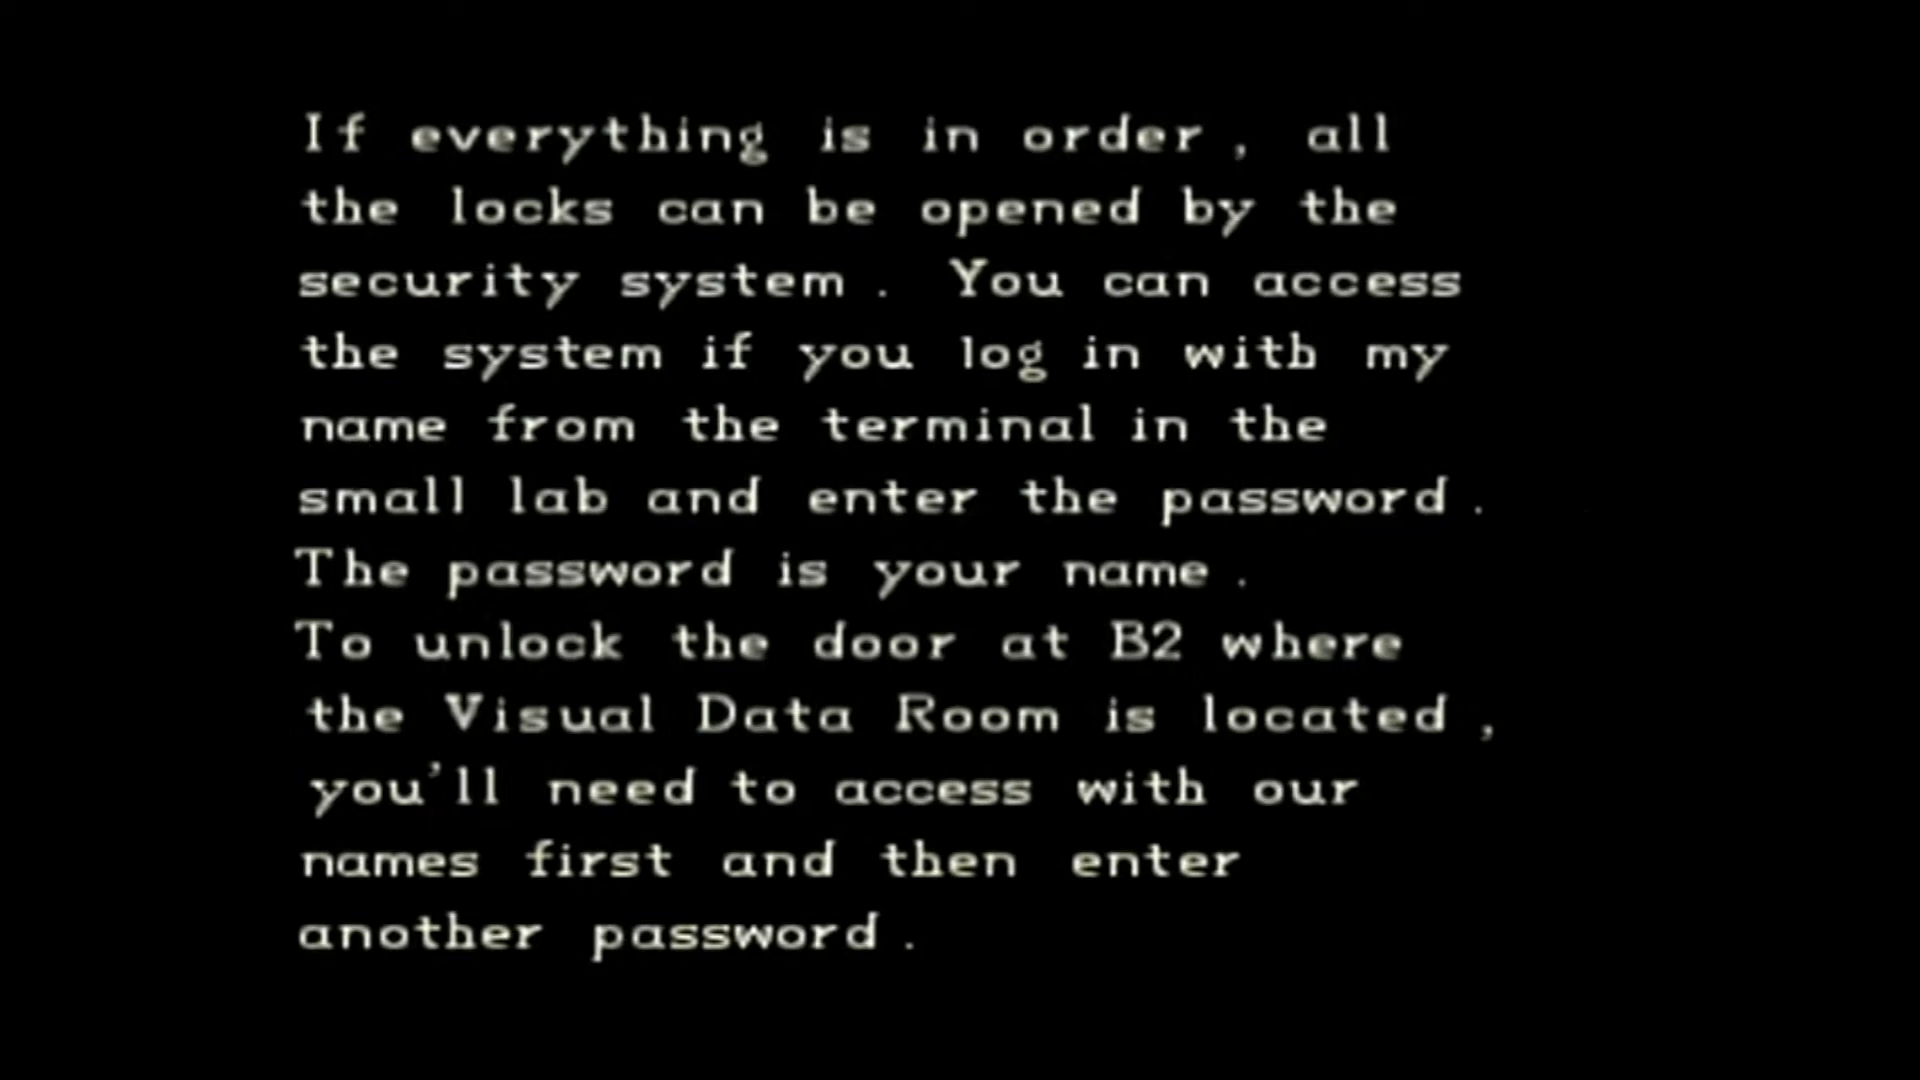 If everything is in order, all
the locks can be opened by the
security system. You can access
the system if you log in with my
name from the terminal in the
small lab and enter the password.
The password is your name.
To unlock the door at B2 where
the Visual Data Room is located,
you'll need to access with our
names first and then enter
another password.